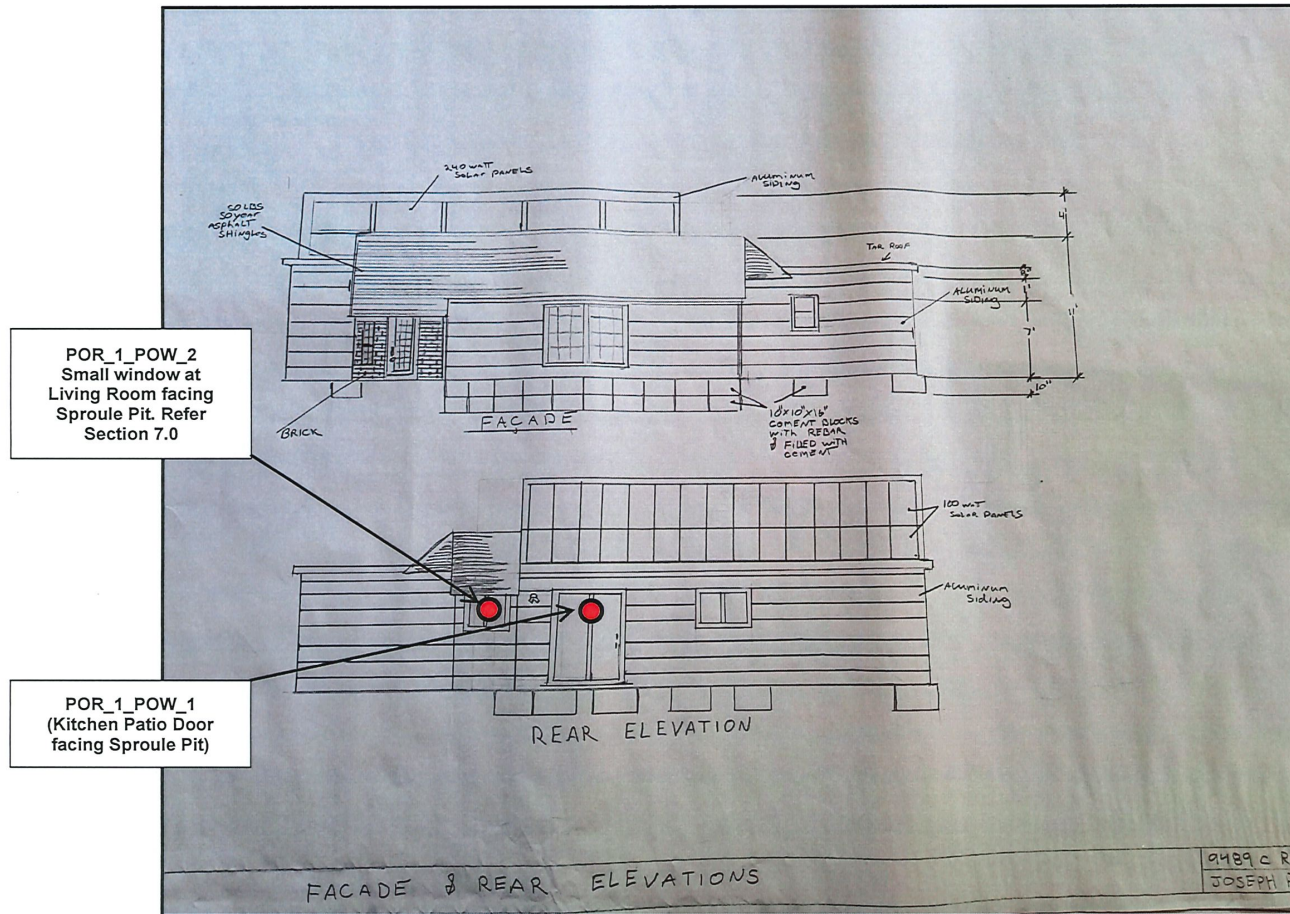 240 WATT
SOLAR PANELS
ALUMINUM
SIDING
50 year
ASPHALT
SHINGLES
4'
TAR ROOF
ALUMINUM
SIDING
7'
11'
10"
BRICK
FACADE
10"x10"x16"
CEMENT BLOCKS
WITH REBAR
& FILLED WITH
CEMENT
POR_1_POW_2
Small window at
Living Room facing
Sproule Pit. Refer
Section 7.0
100 WATT
SOLAR PANELS
ALUMINUM
Siding
POR_1_POW_1
(Kitchen Patio Door
facing Sproule Pit)
REAR ELEVATION
FACADE & REAR ELEVATIONS
9489 C R
JOSEPH